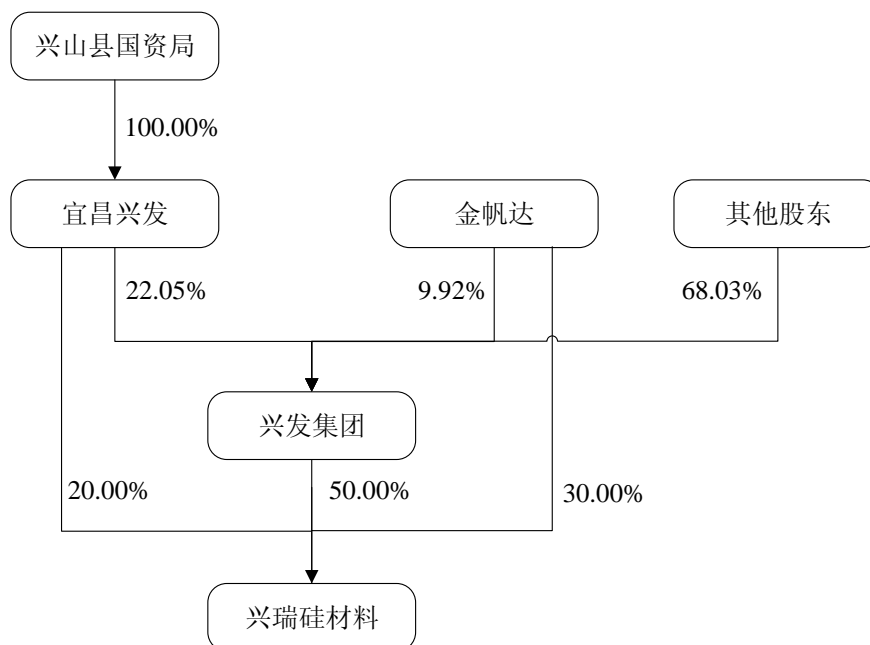 兴山县国资局
100.00%
宜昌兴发
金帆达
其他股东
22.05%
9.92%
68.03%
兴发集团
20.00%
50.00%
30.00%
兴瑞硅材料